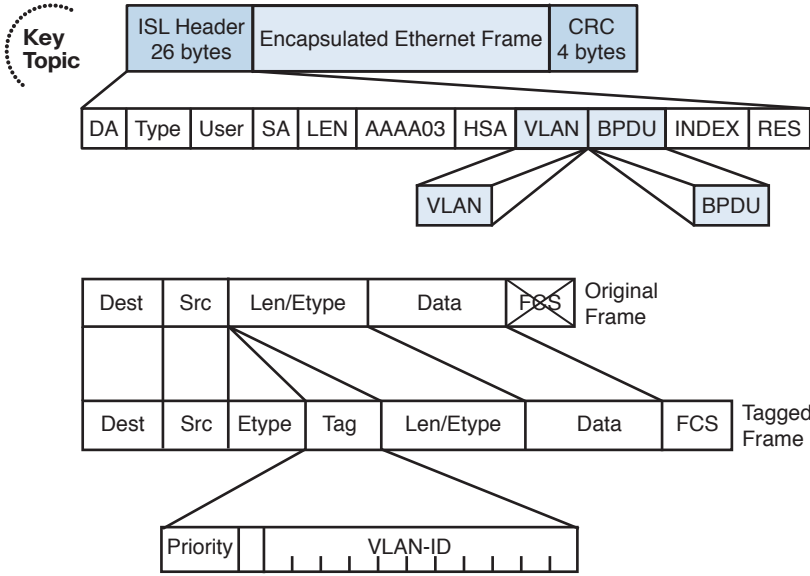 Key
Topic
ISL Header
26 bytes
Encapsulated Ethernet Frame
CRC
4 bytes
DA Type User SA LEN AAAA03 HSA VLAN BPDU INDEX RES
VLAN
BPDU
Dest Src Len/Etype Data FCS
Original
Frame
Dest Src Etype Tag Len/Etype Data FCS
Tagged
Frame
Priority VLAN-ID